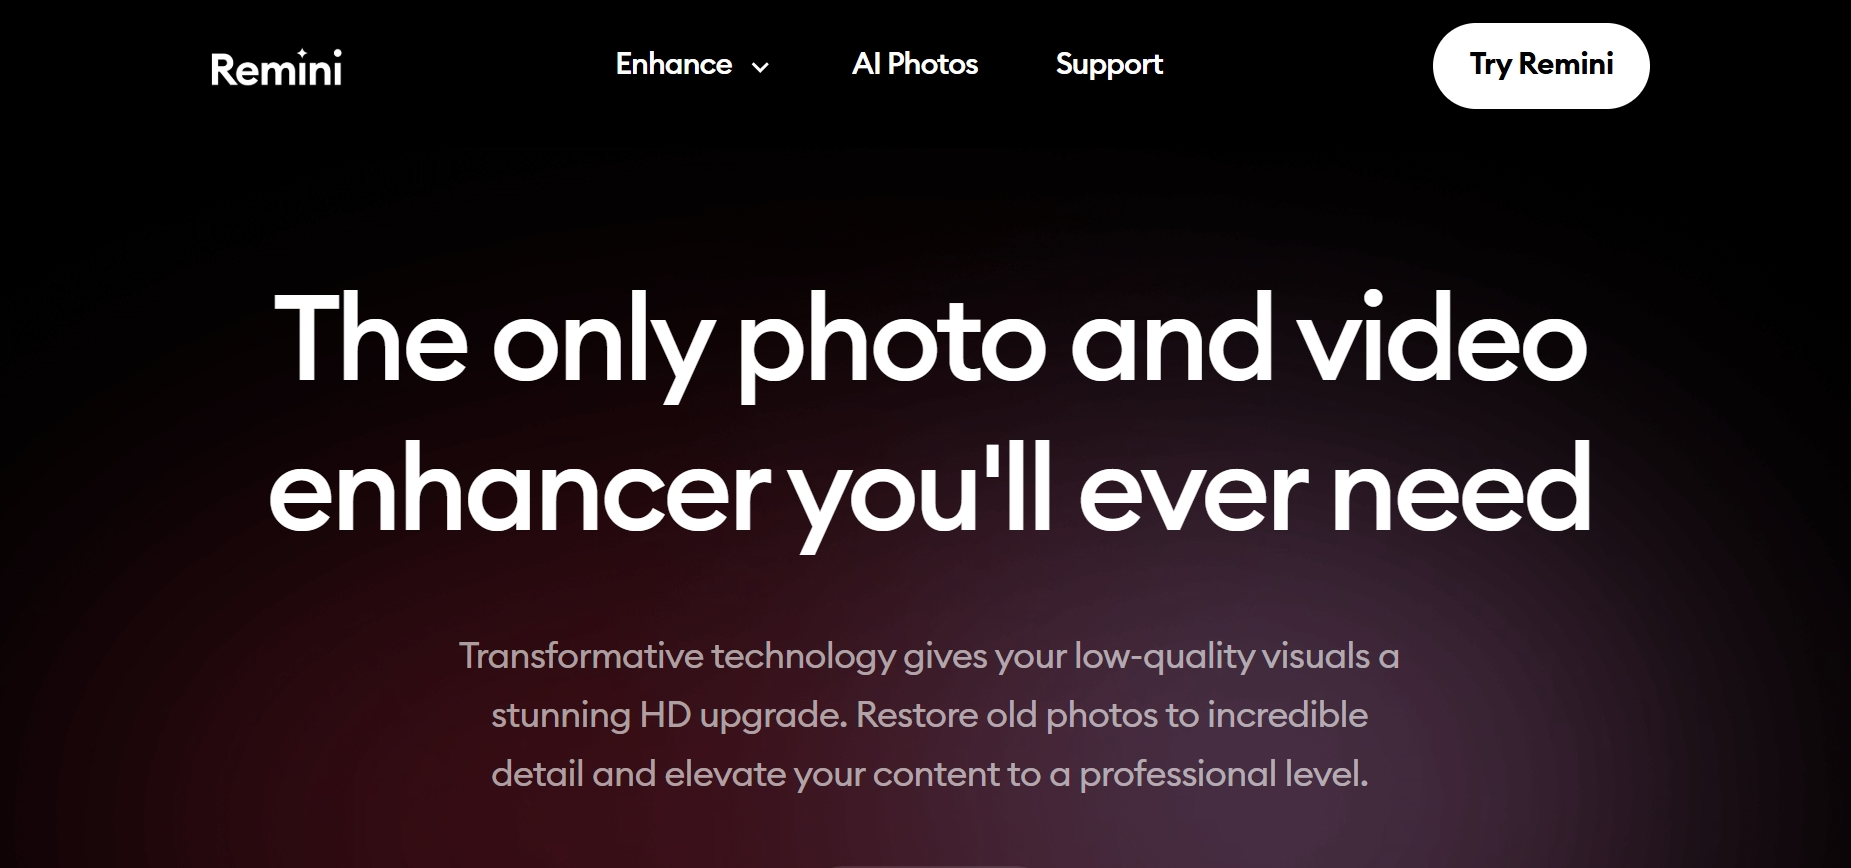 Remini
Enhance
AI Photos
Support
Try Remini
The only photo and video
enhancer you'll ever need
Transformative technology gives your low-quality visuals a
stunning HD upgrade. Restore old photos to incredible
detail and elevate your content to a professional level.